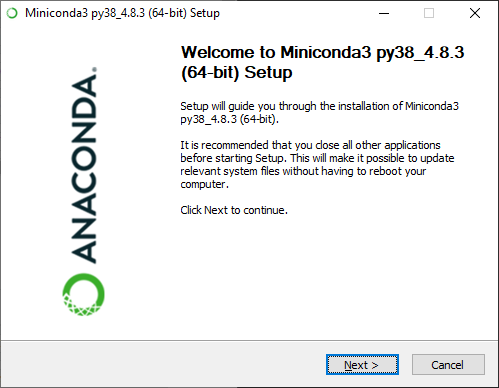 Miniconda3 py38_4.8.3 (64-bit) Setup
ANACONDA.
Welcome to Miniconda3 py38_4.8.3
(64-bit) Setup
Setup will guide you through the installation of Miniconda3
py38_4.8.3 (64-bit).
It is recommended that you close all other applications
before starting Setup. This will make it possible to update
relevant system files without having to reboot your
computer.
Click Next to continue.
Next >
Cancel